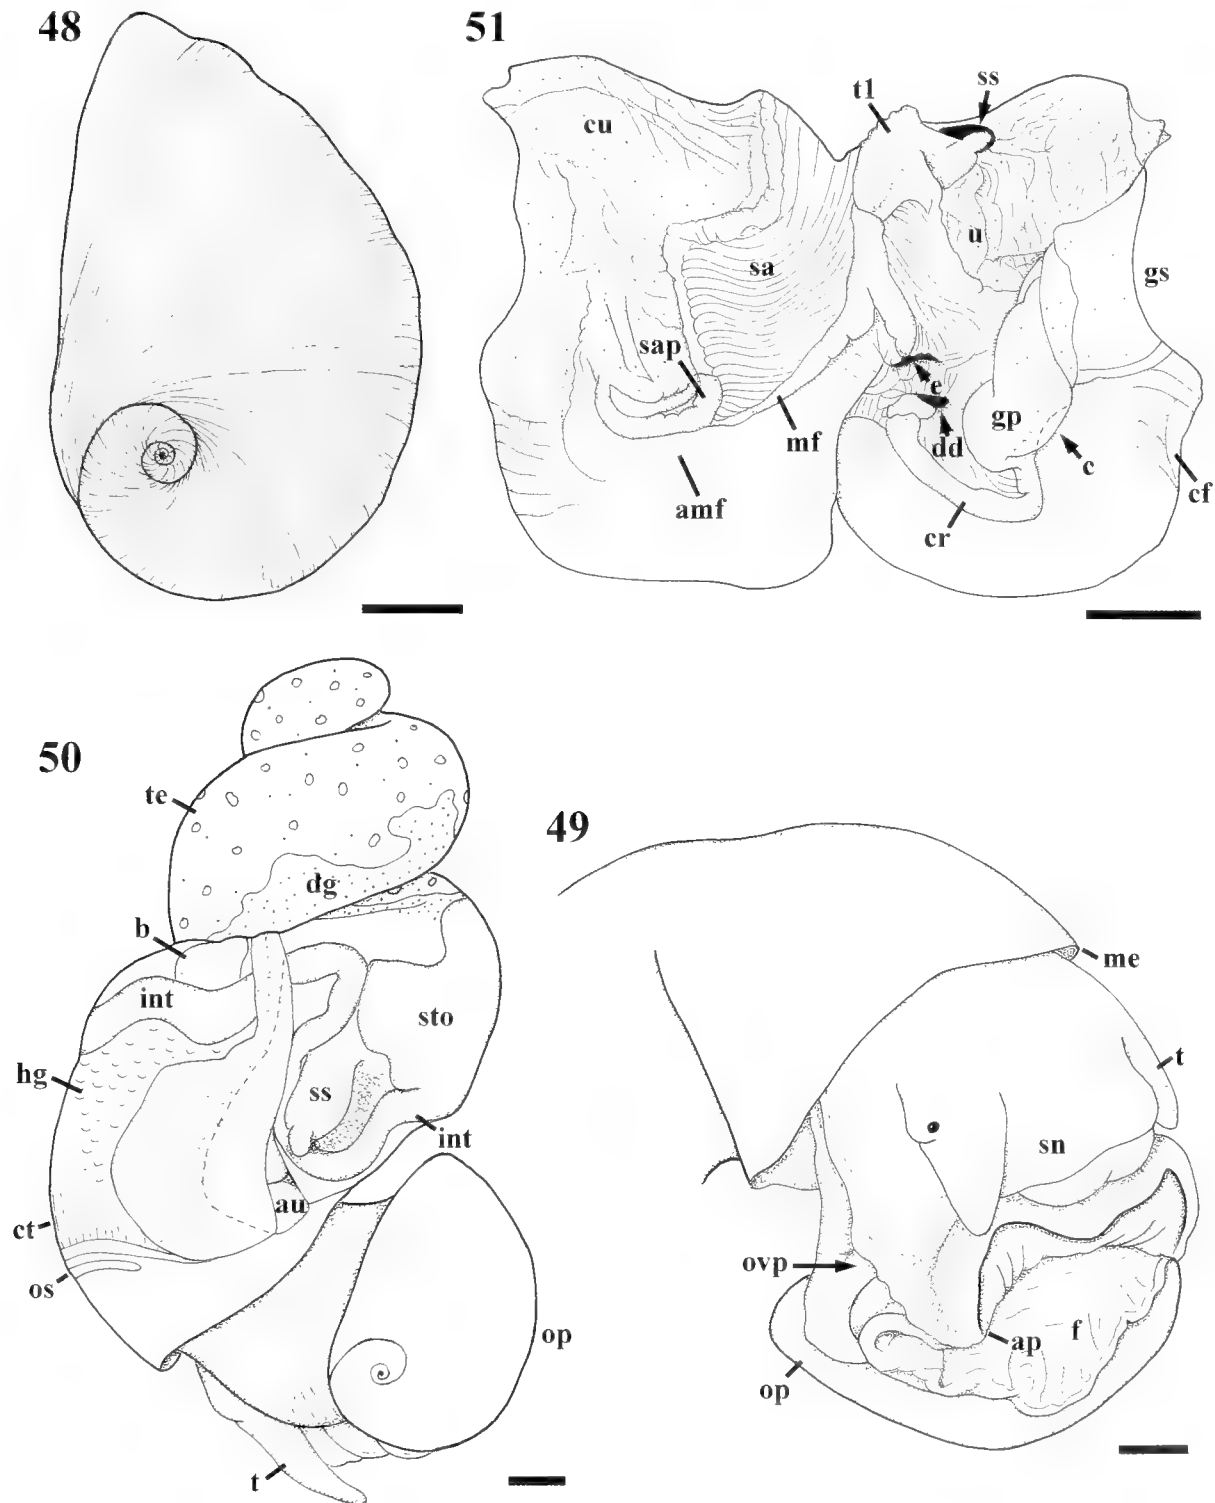 48
51
ss
t1
cu
u
gs
sa
sap
e
gp
mf
dd
c
cf
amf
cr
50
te
49
dg
b
me
int
sto
t
hg
ss
sn
int
au
ct
ovp
os
op
ap
f
op
t